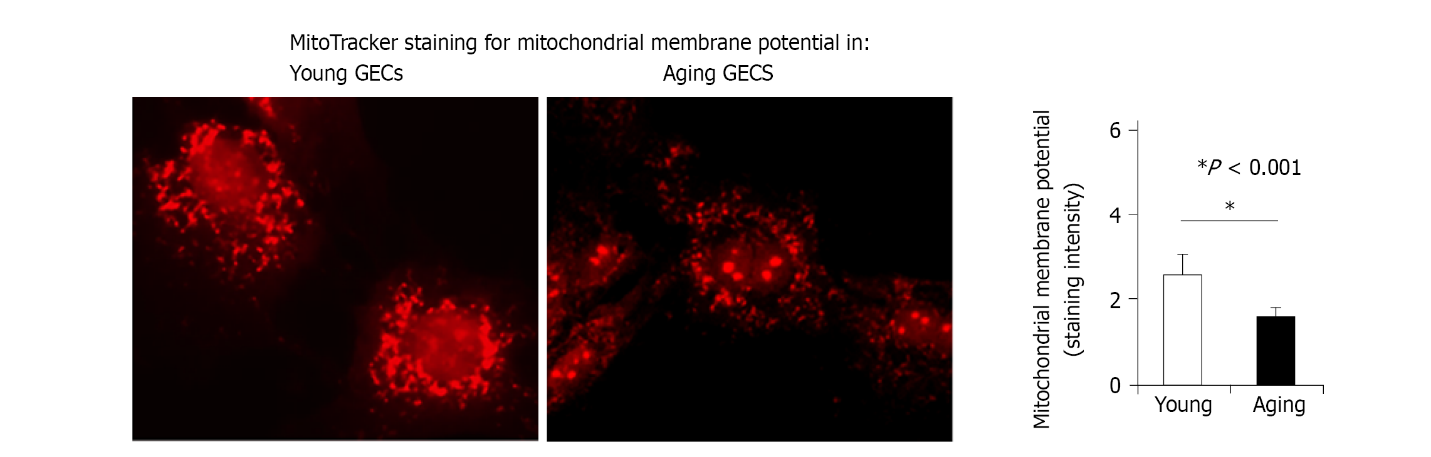 MitoTracker staining for mitochondrial membrane potential in:
Young GECs
Aging GECS
Mitochondrial membrane potential
(staining intensity)
6
4
2
0
*P < 0.001
*
Young
Aging